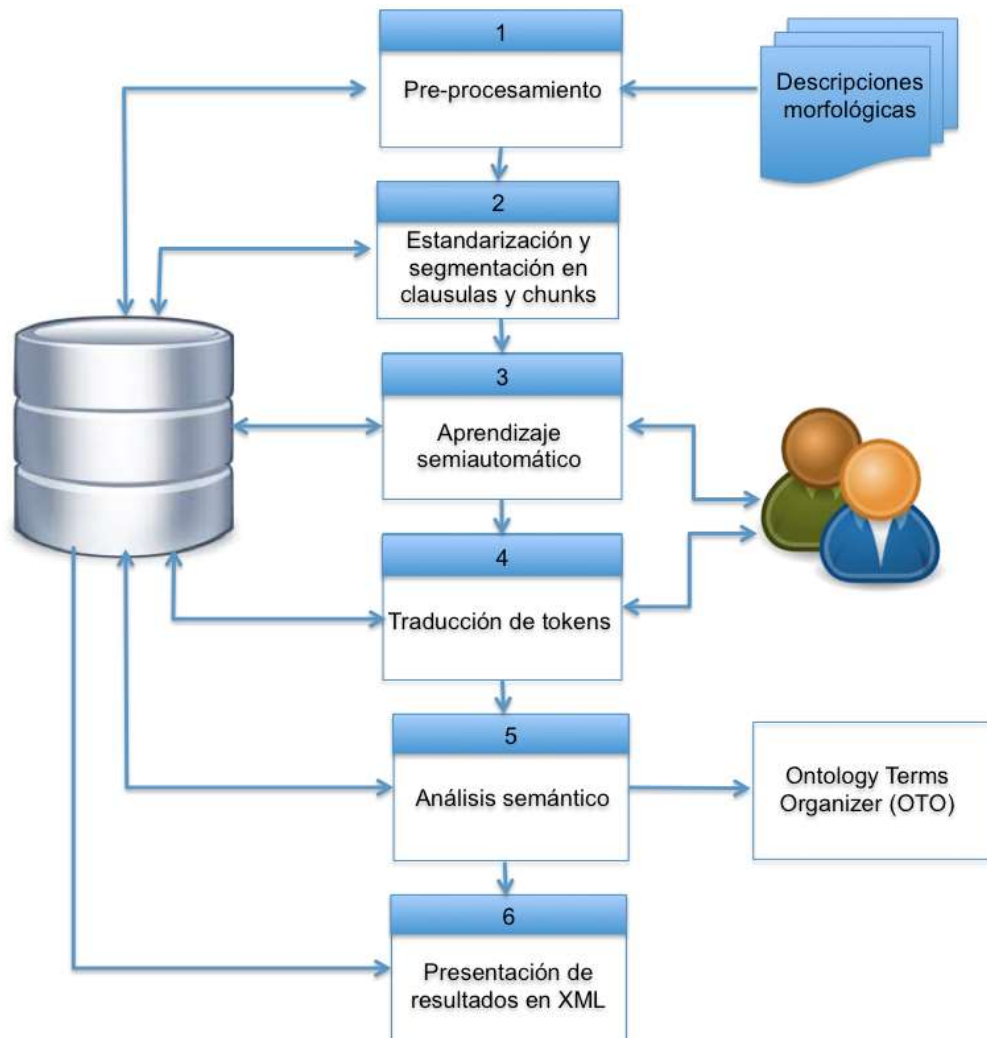 1
Pre-procesamiento
Descripciones
morfológicas
2
Estandarización y
segmentación en
clausulas y chunks
3
Aprendizaje
semiautomático
4
Traducción de tokens
5
Análisis semántico
Ontology Terms
Organizer (OTO)
6
Presentación de
resultados en XML